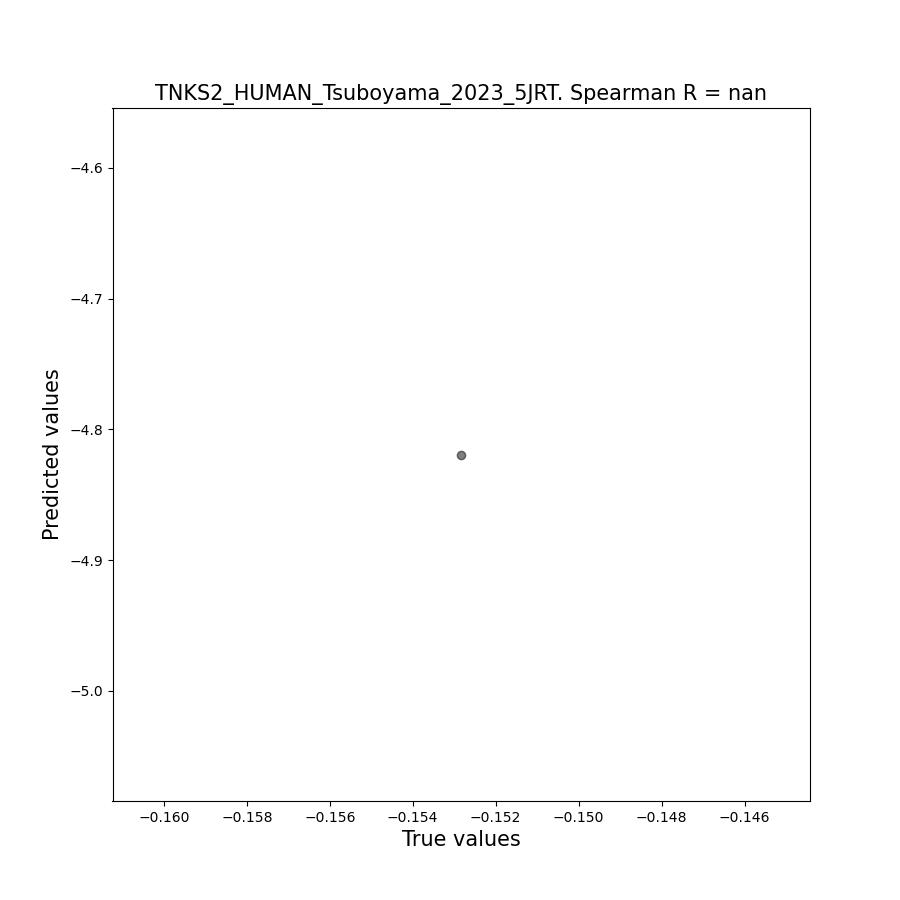 TNKS2_HUMAN_Tsuboyama_2023_5JRT. Spearman R = nan
−4.6
−4.7
−4.8
−4.9
−5.0
Predicted values
−0.160 −0.158 −0.156 −0.154 −0.152 −0.150 −0.148 −0.146
True values